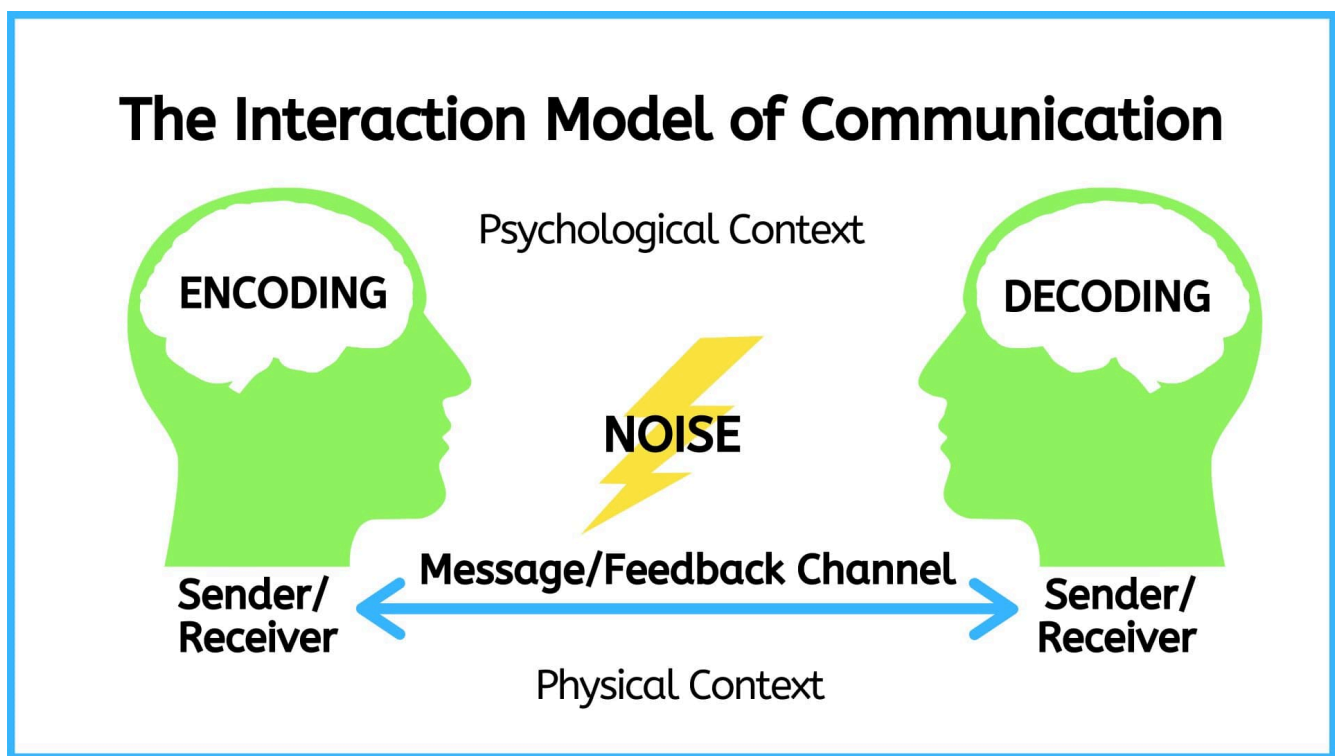 The Interaction Model of Communication
Psychological Context
ENCODING
DECODING
NOISE
Message/Feedback Channel
Sender/
Receiver
Sender/
Receiver
Physical Context